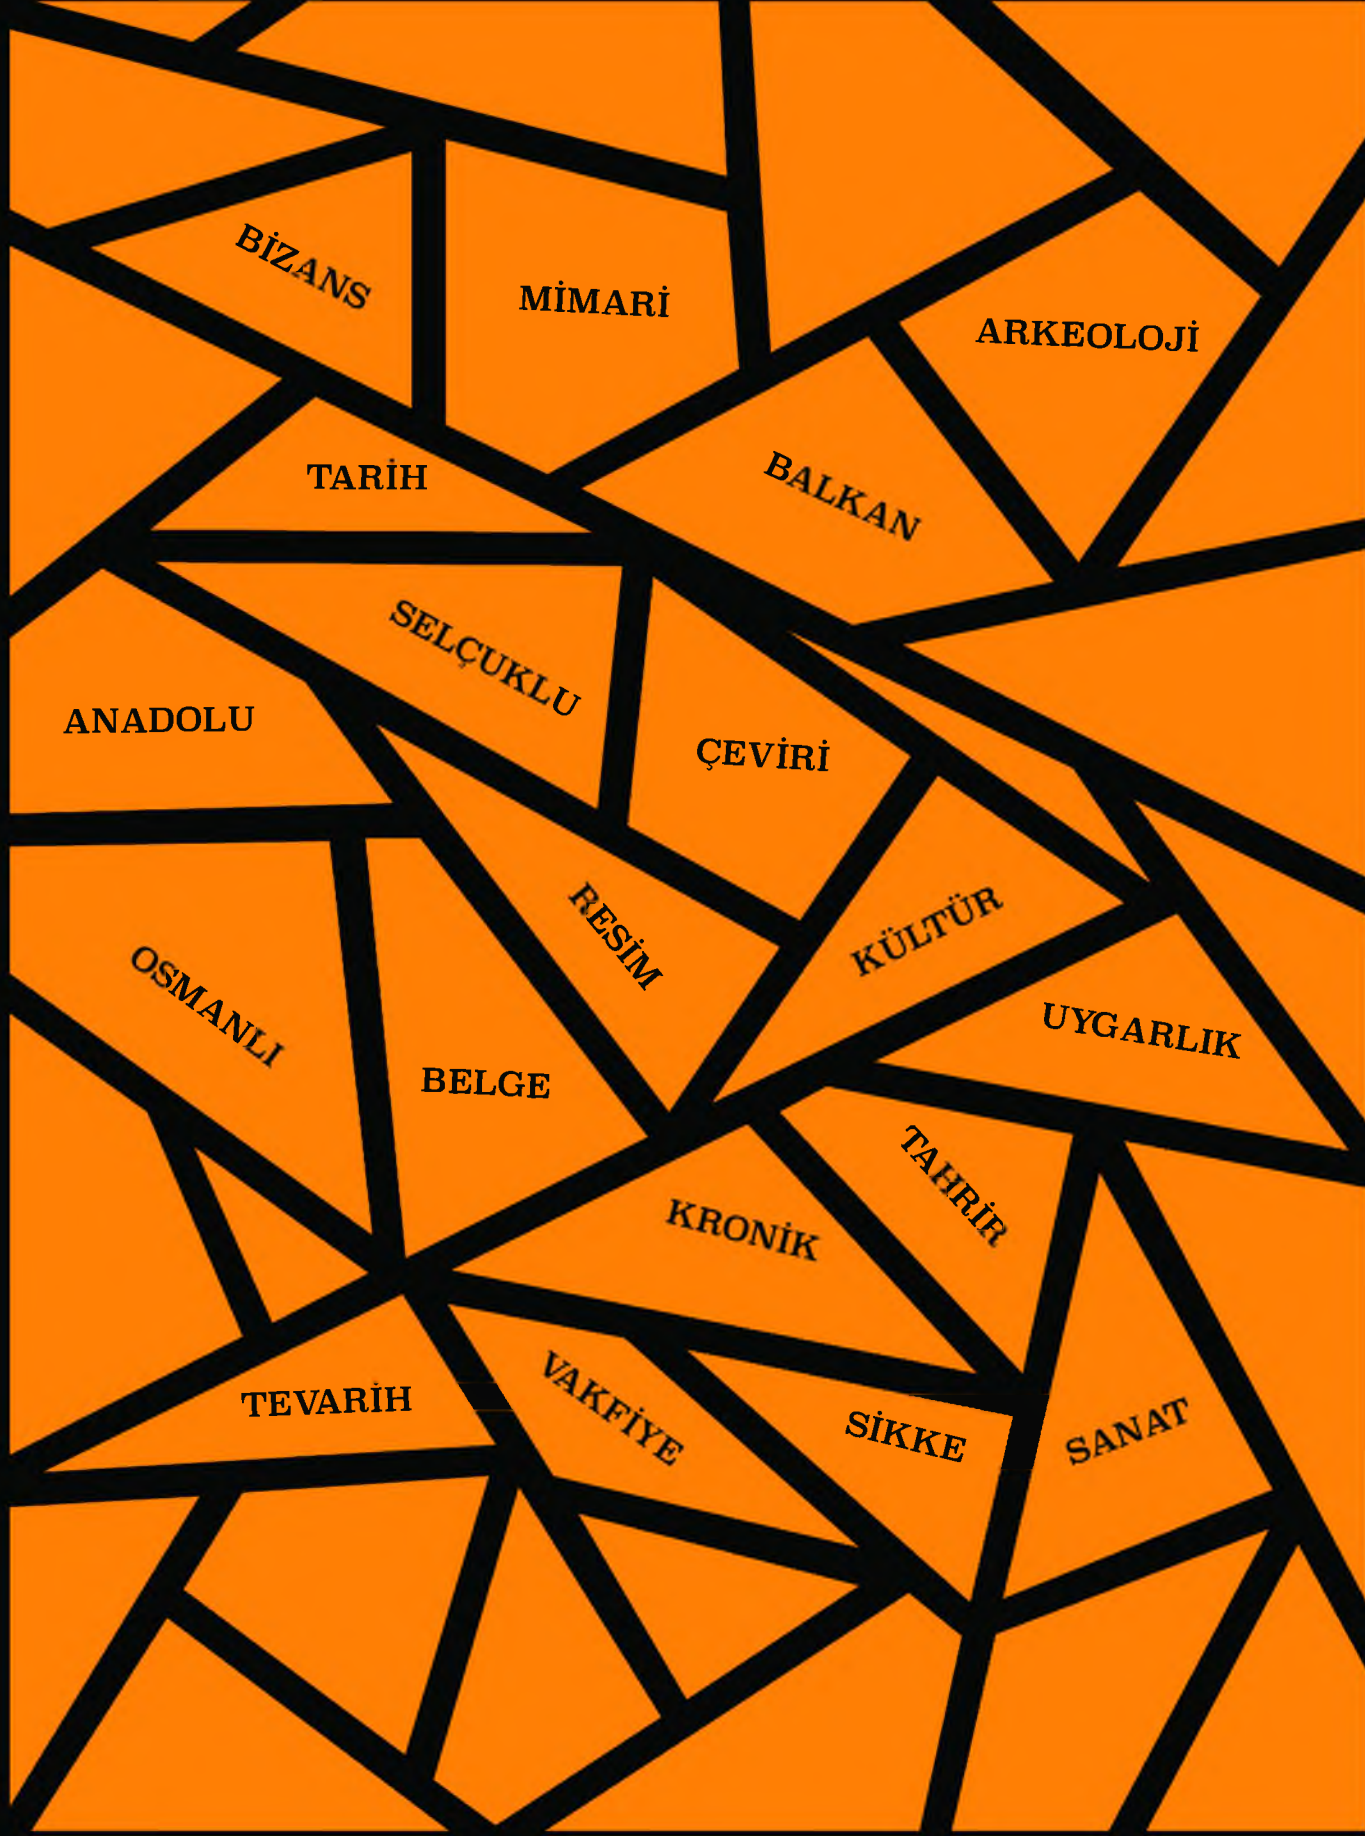 BİZANS
MİMARİ
ARKEOLOJİ
TARİH
BALKAN
SELÇUKLU
ANADOLU
ÇEVİRİ
RESİM
KÜLTÜR
OSMANLI
UYGARLIK
BELGE
TAHRİR
KRONİK
TEVARİH
VAKFİYE
SİKKE
SANAT